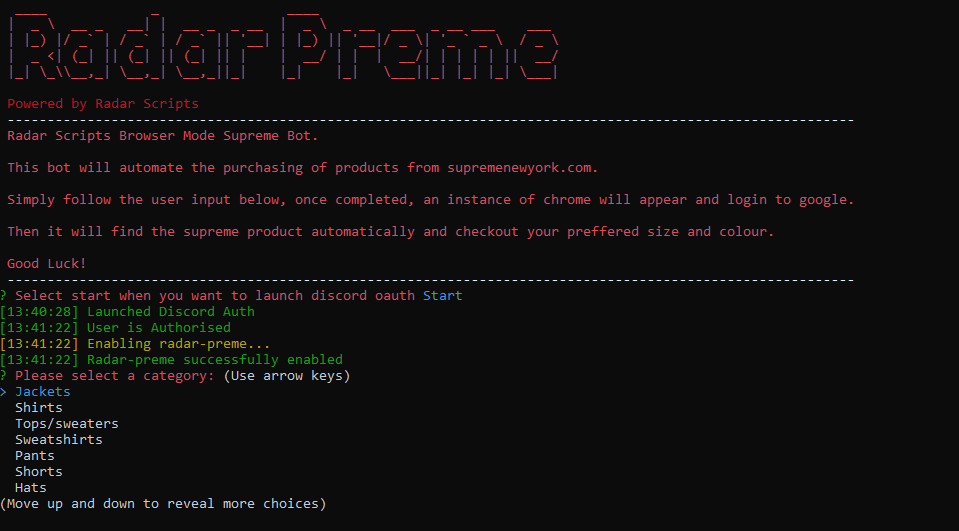 Radar Preme
Powered by Radar Scripts
Radar Scripts Browser Mode Supreme Bot.
This bot will automate the purchasing of products from supremenewyork.com.
Simply follow the user input below, once completed, an instance of chrome will appear and login to google.
Then it will find the supreme product automatically and checkout your preffered size and colour.
Good Luck!
? Select start when you want to launch discord oauth Start
[13:40:28] Launched Discord Auth
[13:41:22] User is Authorised
[13:41:22] Enabling radar-preme...
[13:41:22] Radar-preme successfully enabled
? Please select a category: (Use arrow keys)
> Jackets
Shirts
Tops/sweaters
Sweatshirts
Pants
Shorts
Hats
(Move up and down to reveal more choices)